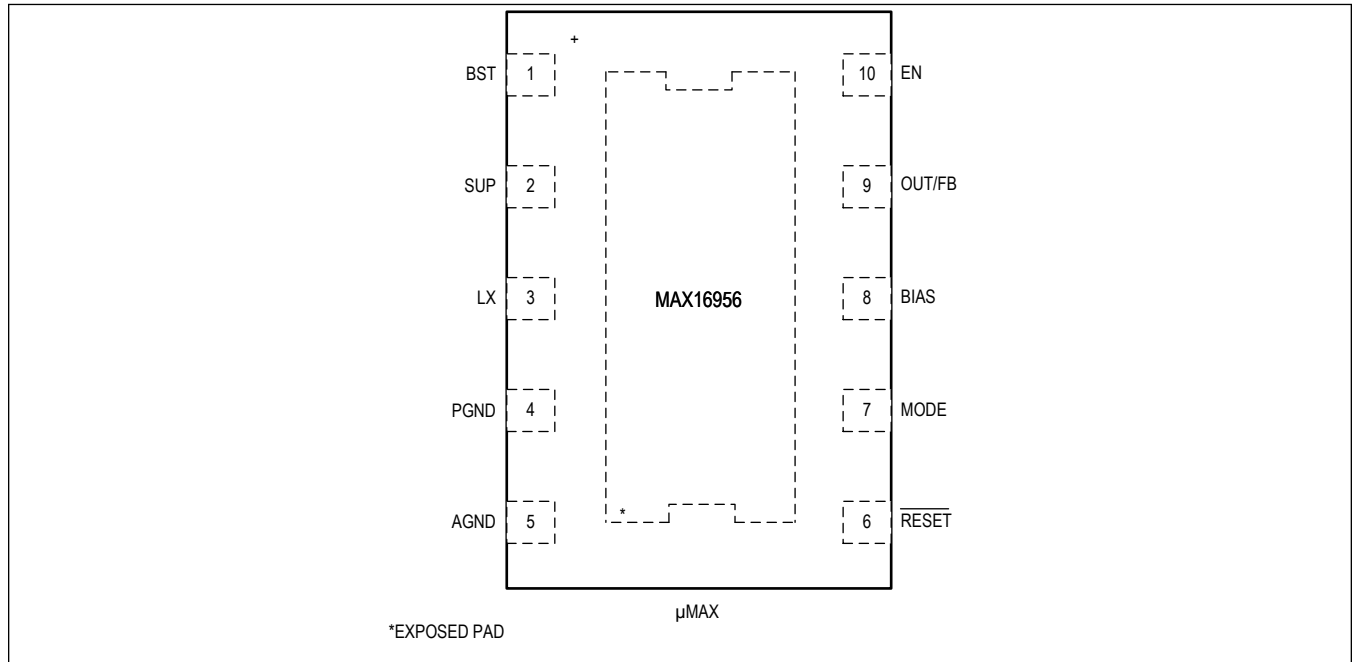 +
BST 1 10 EN
SUP 2 9 OUT/FB
LX 3 MAX16956 8 BIAS
PGND 4 7 MODE
AGND 5 * 6 RESET
µMAX
*EXPOSED PAD